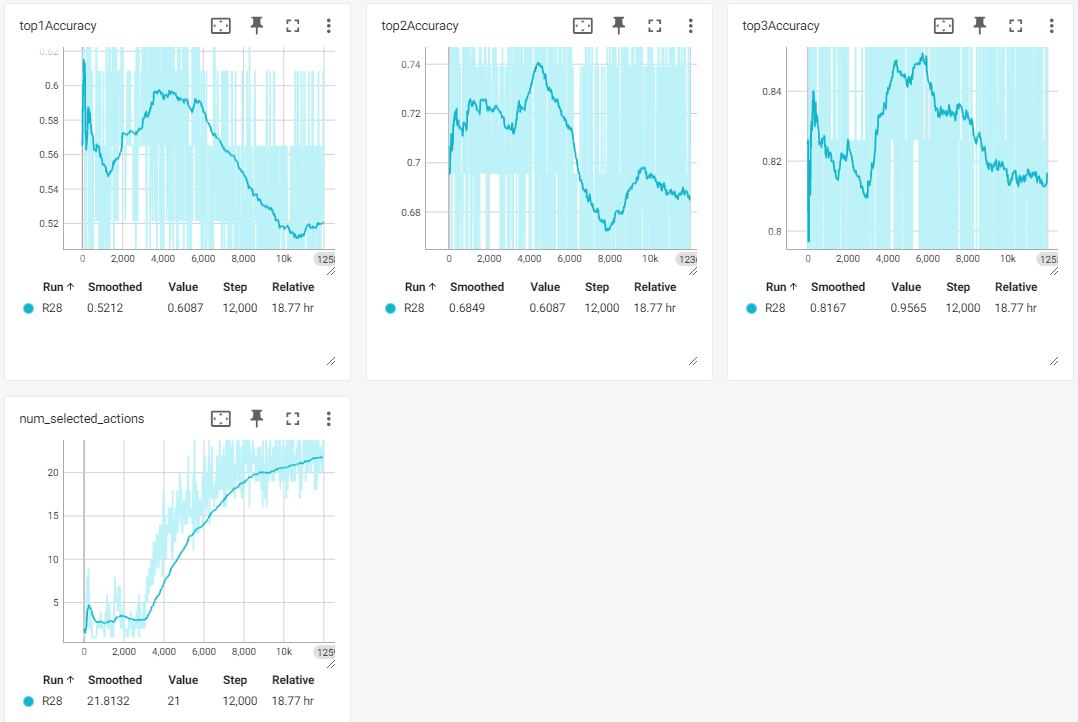 top1Accuracy
0.62
0.6
0.58
0.56
0.54
0.52
0 2,000 4,000 6,000 8,000 10k
Run ↑ Smoothed Value Step Relative
R28 0.5212 0.6087 12,000 18.77 hr
top2Accuracy
0.74
0.72
0.7
0.68
0 2,000 4,000 6,000 8,000 10k
Run ↑ Smoothed Value Step Relative
R28 0.6849 0.6087 12,000 18.77 hr
top3Accuracy
0.84
0.82
0.8
0 2,000 4,000 6,000 8,000 10k
Run ↑ Smoothed Value Step Relative
R28 0.8167 0.9565 12,000 18.77 hr
num_selected_actions
20
15
10
5
0 2,000 4,000 6,000 8,000 10k
Run ↑ Smoothed Value Step Relative
R28 21.8132 21 12,000 18.77 hr